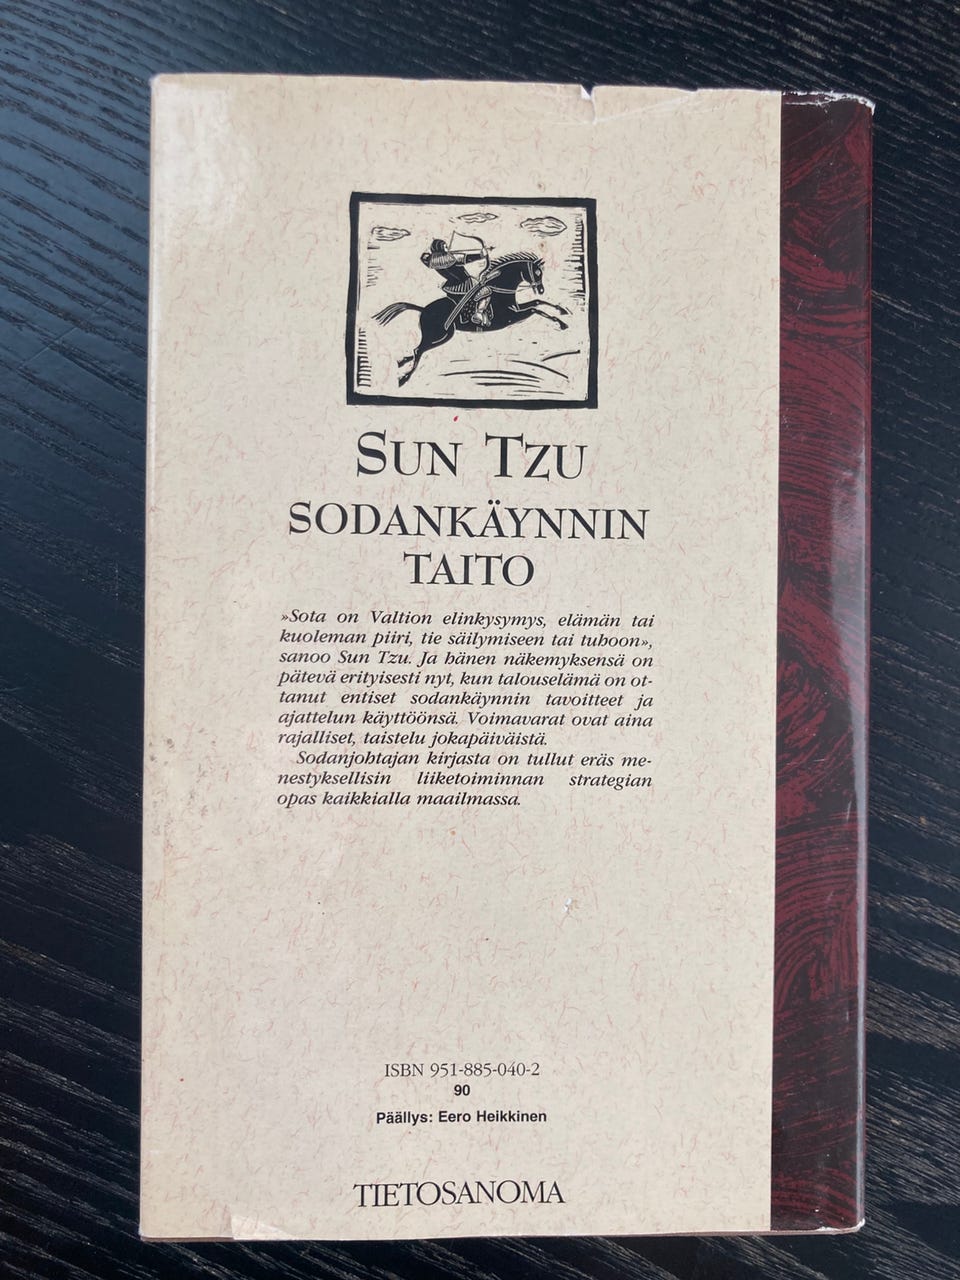 SUN TZU
SODANKÄYNNIN
TAITO
»Sota on Valtion elinkysymys, elämän tai
kuoleman piiri, tie säilymiseen tai tuhoon»,
sanoo Sun Tzu. Ja hänen näkemyksensä on
pätevä erityisesti nyt, kun talouselämä on ot-
tanut entiset sodankäynnin tavoitteet ja
ajattelun käyttöönsä. Voimavarat ovat aina
rajalliset, taistelu jokapäiväistä.
Sodanjohtajan kirjasta on tullut eräs me-
nestyksellisin liiketoiminnan strategian
opas kaikkialla maailmassa.
ISBN 951-885-040-2
90
Päällys: Eero Heikkinen
TIETOSANOMA